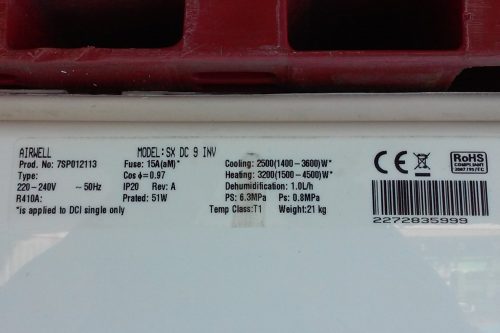 AIRWELL MODEL: SX DC 9 INV
Prod. No: 7SP012113 Fuse: 15A(aM)* Cooling: 2500(1400-3600)W*
Type: Cos ϕ=0.97 Heating: 3200(1500-4500)W*
220-240V ~ 50Hz IP20 Rev: A Dehumidification: 1.0L/h
R410A: Prated: 51W PS: 6.3MPa Ps: 0.8MPa
*is applied to DCI single only Temp Class:T1 Weight:21 kg
CE
RoHS
COMPLIANT
2002/95/EC
2272835999